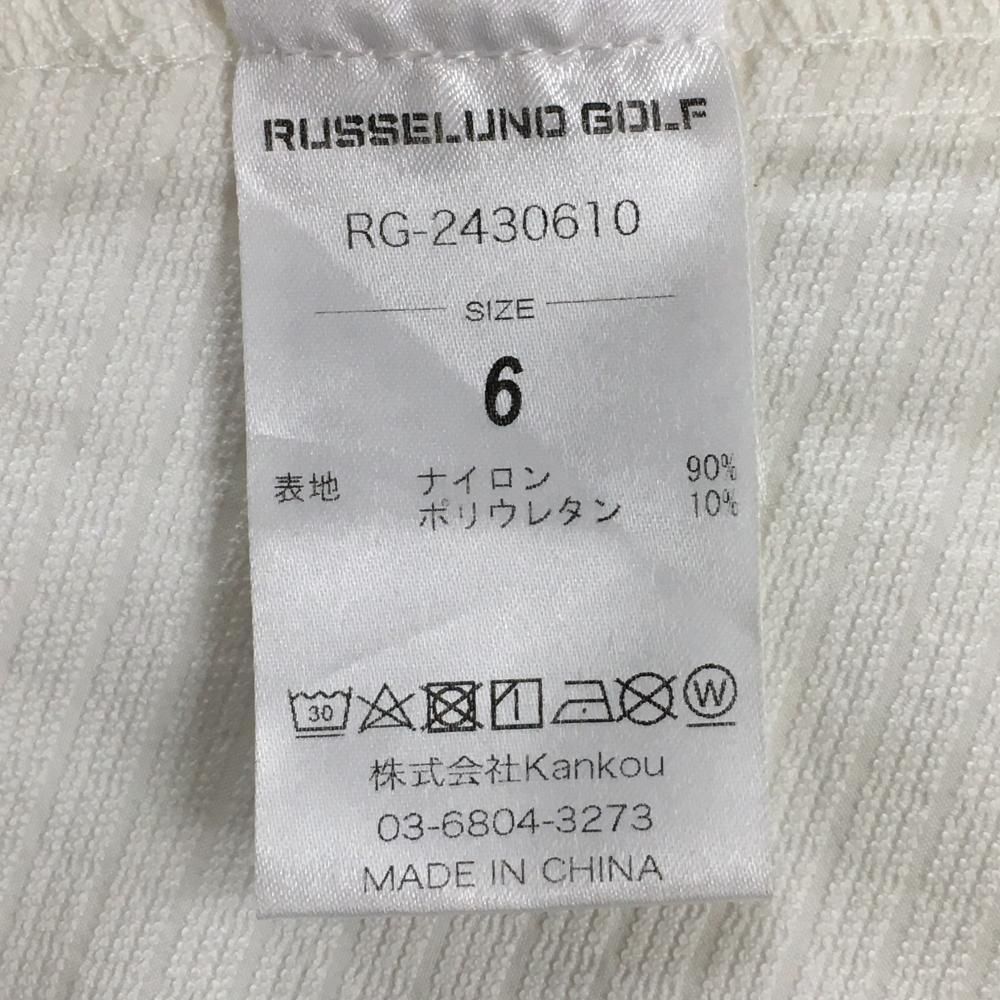 RUSSELUNO GOLF
RG-2430610
SIZE
6
表地 ナイロン 90%
ポリウレタン 10%
30 W
株式会社Kankou
03-6804-3273
MADE IN CHINA